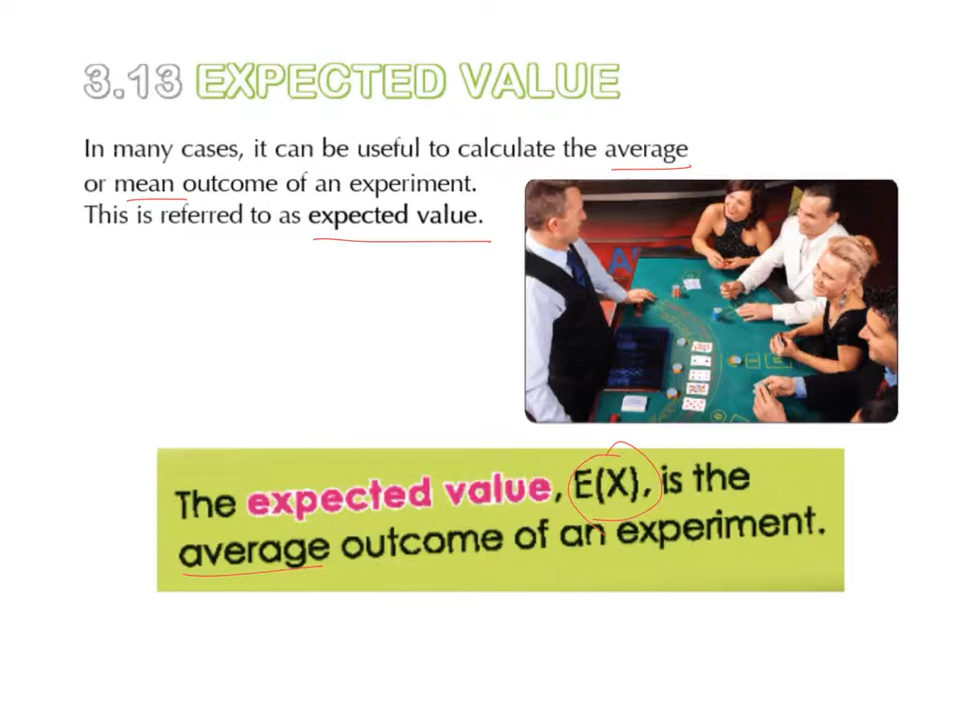 3.13 EXPECTED VALUE
In many cases, it can be useful to calculate the average
or mean outcome of an experiment.
This is referred to as expected value.
The expected value, E(X), is the
average outcome of an experiment.